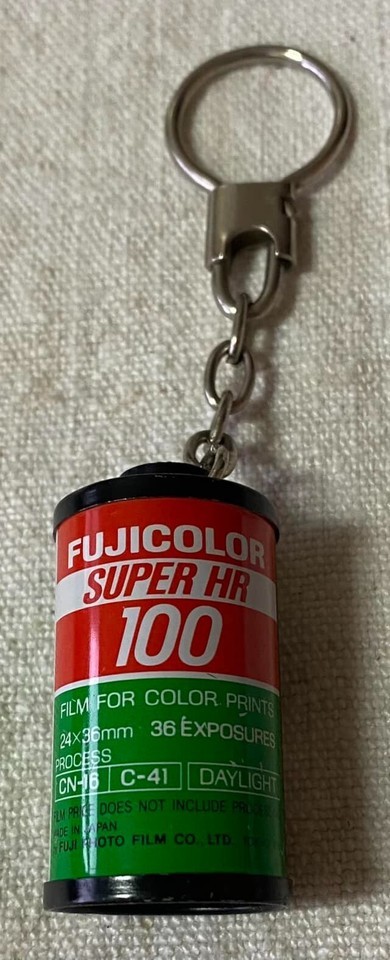 FUJICOLOR
SUPER HR
100
FILM FOR COLOR PRINTS
24×36mm 36 EXPOSURES
PROCESS
CN-16 C-41 DAYLIGHT
FILM PRICE DOES NOT INCLUDE
MADE IN JAPAN
FUJI PHOTO FILM CO., LTD.